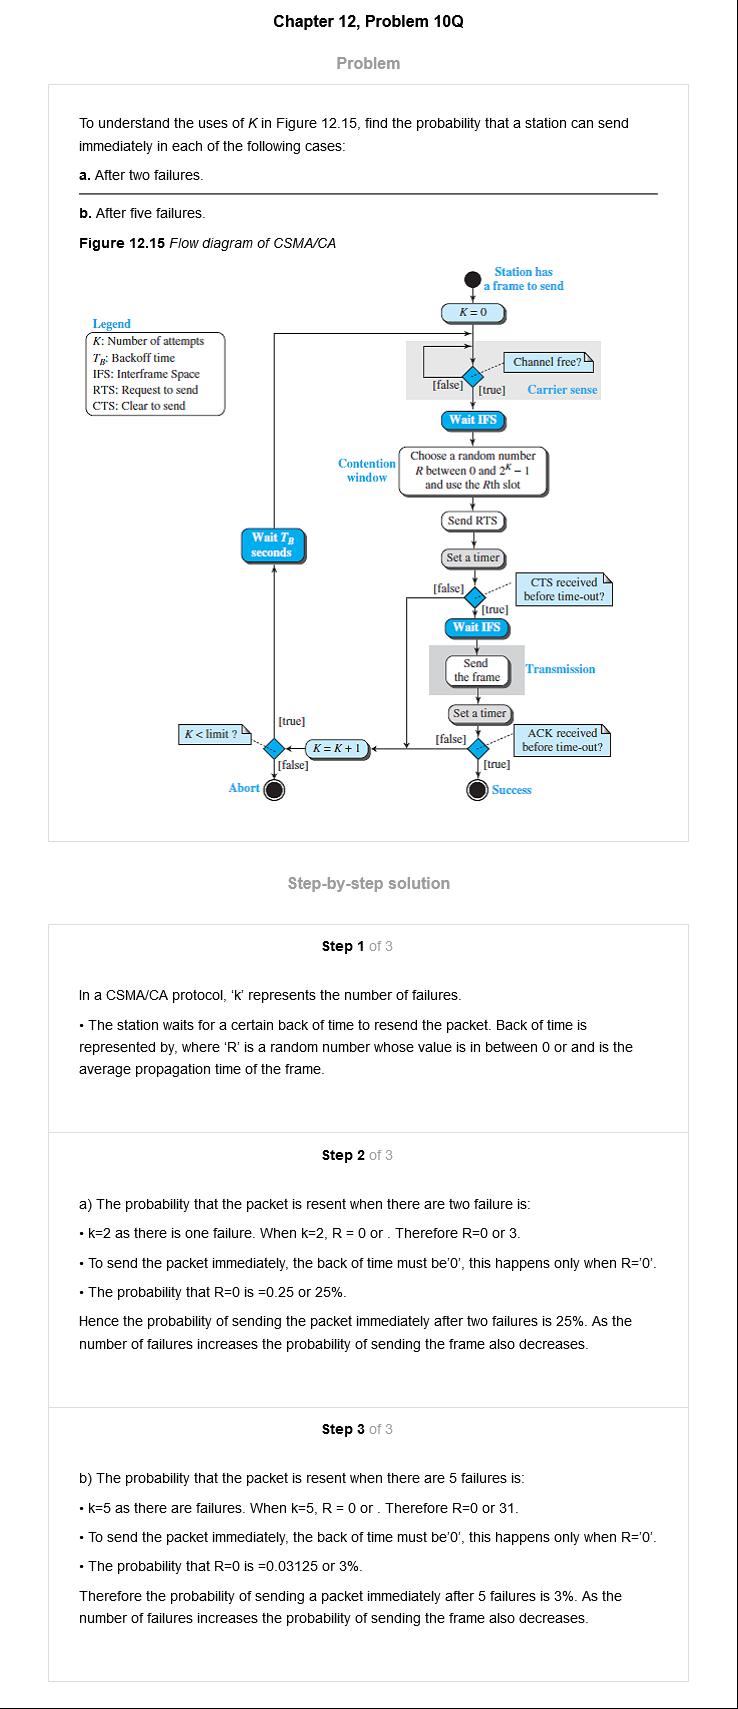 Chapter 12, Problem 10Q
Problem
To understand the uses of K in Figure 12.15, find the probability that a station can send
immediately in each of the following cases:
a. After two failures.
b. After five failures.
Figure 12.15 Flow diagram of CSMA/CA
Station has
a frame to send
K = 0
Legend
K: Number of attempts
T_B: Backoff time
IFS: Interframe Space
RTS: Request to send
CTS: Clear to send
Channel free?
[false]
[true]
Carrier sense
Wait IFS
Contention
window
Choose a random number
R between 0 and 2^K − 1
and use the Rth slot
Send RTS
Wait T_B
seconds
Set a timer
[false]
CTS received
before time-out?
[true]
Wait IFS
Send
the frame
Transmission
Set a timer
[true]
K < limit ?
[false]
ACK received
before time-out?
K = K + 1
[false]
[true]
Abort
Success
Step-by-step solution
Step 1 of 3
In a CSMA/CA protocol, ‘k’ represents the number of failures.
• The station waits for a certain back of time to resend the packet. Back of time is
represented by, where ‘R’ is a random number whose value is in between 0 or and is the
average propagation time of the frame.
Step 2 of 3
a) The probability that the packet is resent when there are two failure is:
• k=2 as there is one failure. When k=2, R = 0 or . Therefore R=0 or 3.
• To send the packet immediately, the back of time must be’0’, this happens only when R=’0’.
• The probability that R=0 is =0.25 or 25%.
Hence the probability of sending the packet immediately after two failures is 25%. As the
number of failures increases the probability of sending the frame also decreases.
Step 3 of 3
b) The probability that the packet is resent when there are 5 failures is:
• k=5 as there are failures. When k=5, R = 0 or . Therefore R=0 or 31.
• To send the packet immediately, the back of time must be’0’, this happens only when R=’0’.
• The probability that R=0 is =0.03125 or 3%.
Therefore the probability of sending a packet immediately after 5 failures is 3%. As the
number of failures increases the probability of sending the frame also decreases.